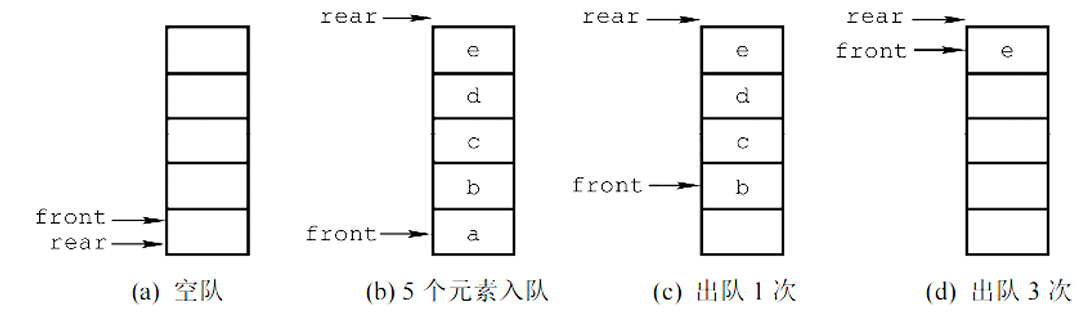 front
rear
(a) 空队
rear
e
d
c
b
front
a
(b) 5 个元素入队
rear
e
d
c
front
b
(c) 出队 1 次
rear
front
e
(d) 出队 3 次